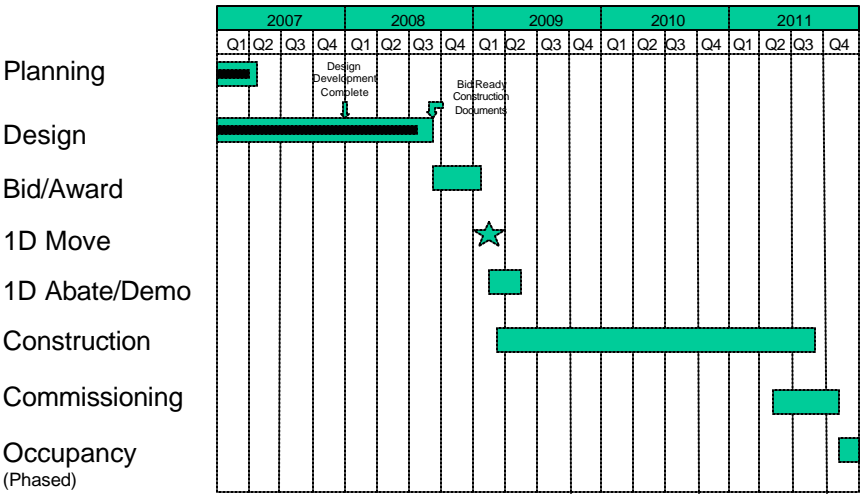 2007 2008 2009 2010 2011
Q1 Q2 Q3 Q4 Q1 Q2 Q3 Q4 Q1 Q2 Q3 Q4 Q1 Q2 Q3 Q4 Q1 Q2 Q3 Q4
Planning
Design
Development
Complete
Bid Ready
Construction
Documents
Design
Bid/Award
1D Move
1D Abate/Demo
Construction
Commissioning
Occupancy
(Phased)